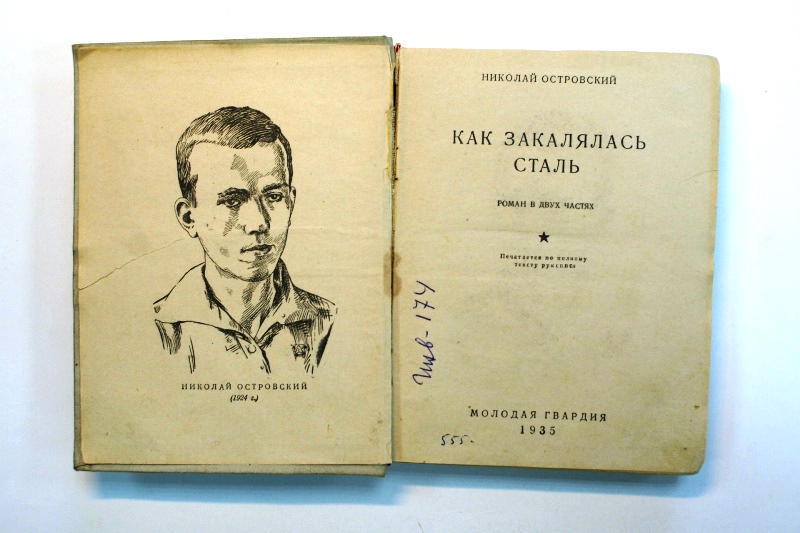 НИКОЛАЙ ОСТРОВСКИЙ
(1924 г.)
НИКОЛАЙ ОСТРОВСКИЙ
КАК ЗАКАЛЯЛАСЬ
СТАЛЬ
РОМАН В ДВУХ ЧАСТЯХ
Печатается по полному
тексту рукописи
Инв-174
МОЛОДАЯ ГВАРДИЯ
1935
555-